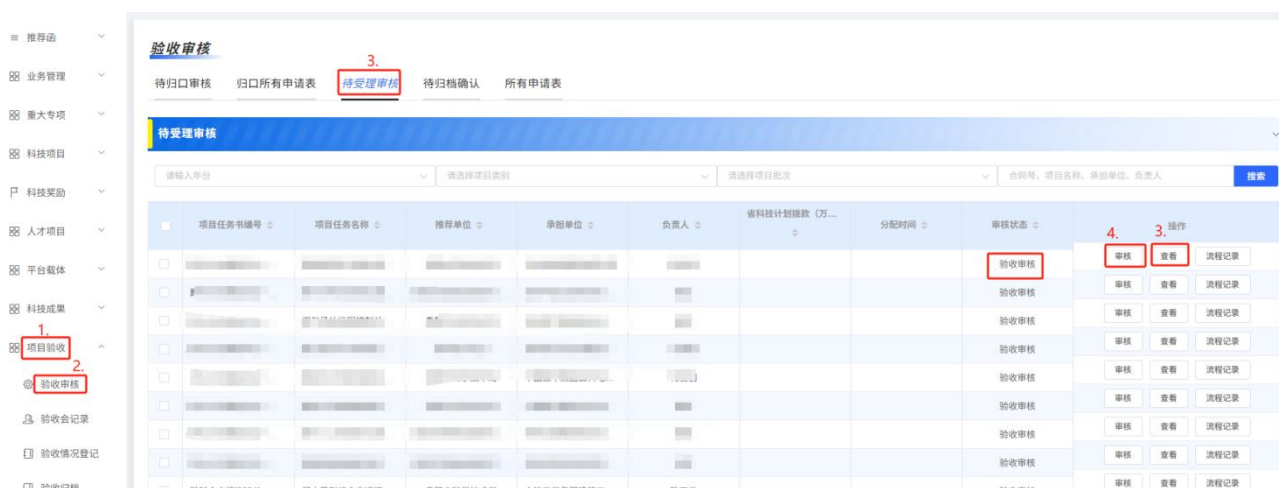 推荐函
业务管理
重大专项
科技项目
科技奖励
人才项目
平台载体
科技成果
1.
项目验收
2.
验收审核
验收会记录
验收情况登记
验收归档
验收审核
3.
待归口审核 归口所有申请表 待受理审核 待归档确认 所有申请表
待受理审核
请输入年份 请选择项目类别 请选择项目批次 合同号、项目名称、承担单位、负责人 搜索
项目任务书编号 项目任务名称 推荐单位 承担单位 负责人 省科技计划拨款（万... 分配时间 审核状态 操作
4. 3.
验收审核 审核 查看 流程记录
验收审核 审核 查看 流程记录
验收审核 审核 查看 流程记录
验收审核 审核 查看 流程记录
验收审核 审核 查看 流程记录
验收审核 审核 查看 流程记录
验收审核 审核 查看 流程记录
验收审核 审核 查看 流程记录
审核 查看 流程记录